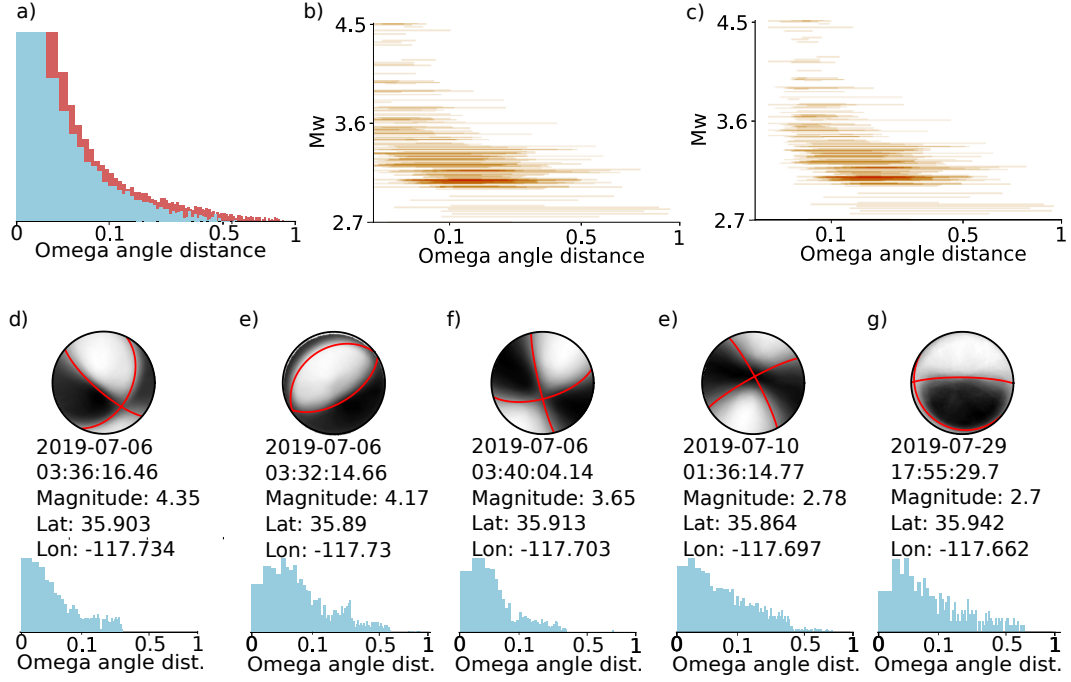 a)
0
0.1
0.5
1
Omega angle distance
b)
4.5
3.6
2.7
Mw
0.1
0.5
1
Omega angle distance
c)
4.5
3.6
2.7
Mw
0.1
0.5
1
Omega angle distance
d)
2019-07-06
03:36:16.46
Magnitude: 4.35
Lat: 35.903
Lon: -117.734
0
0.1
0.5
1
Omega angle dist.
e)
2019-07-06
03:32:14.66
Magnitude: 4.17
Lat: 35.89
Lon: -117.73
0
0.1
0.5
1
Omega angle dist.
f)
2019-07-06
03:40:04.14
Magnitude: 3.65
Lat: 35.913
Lon: -117.703
0
0.1
0.5
1
Omega angle dist.
e)
2019-07-10
01:36:14.77
Magnitude: 2.78
Lat: 35.864
Lon: -117.697
0
0.1
0.5
1
Omega angle dist.
g)
2019-07-29
17:55:29.7
Magnitude: 2.7
Lat: 35.942
Lon: -117.662
0
0.1
0.5
1
Omega angle dist.